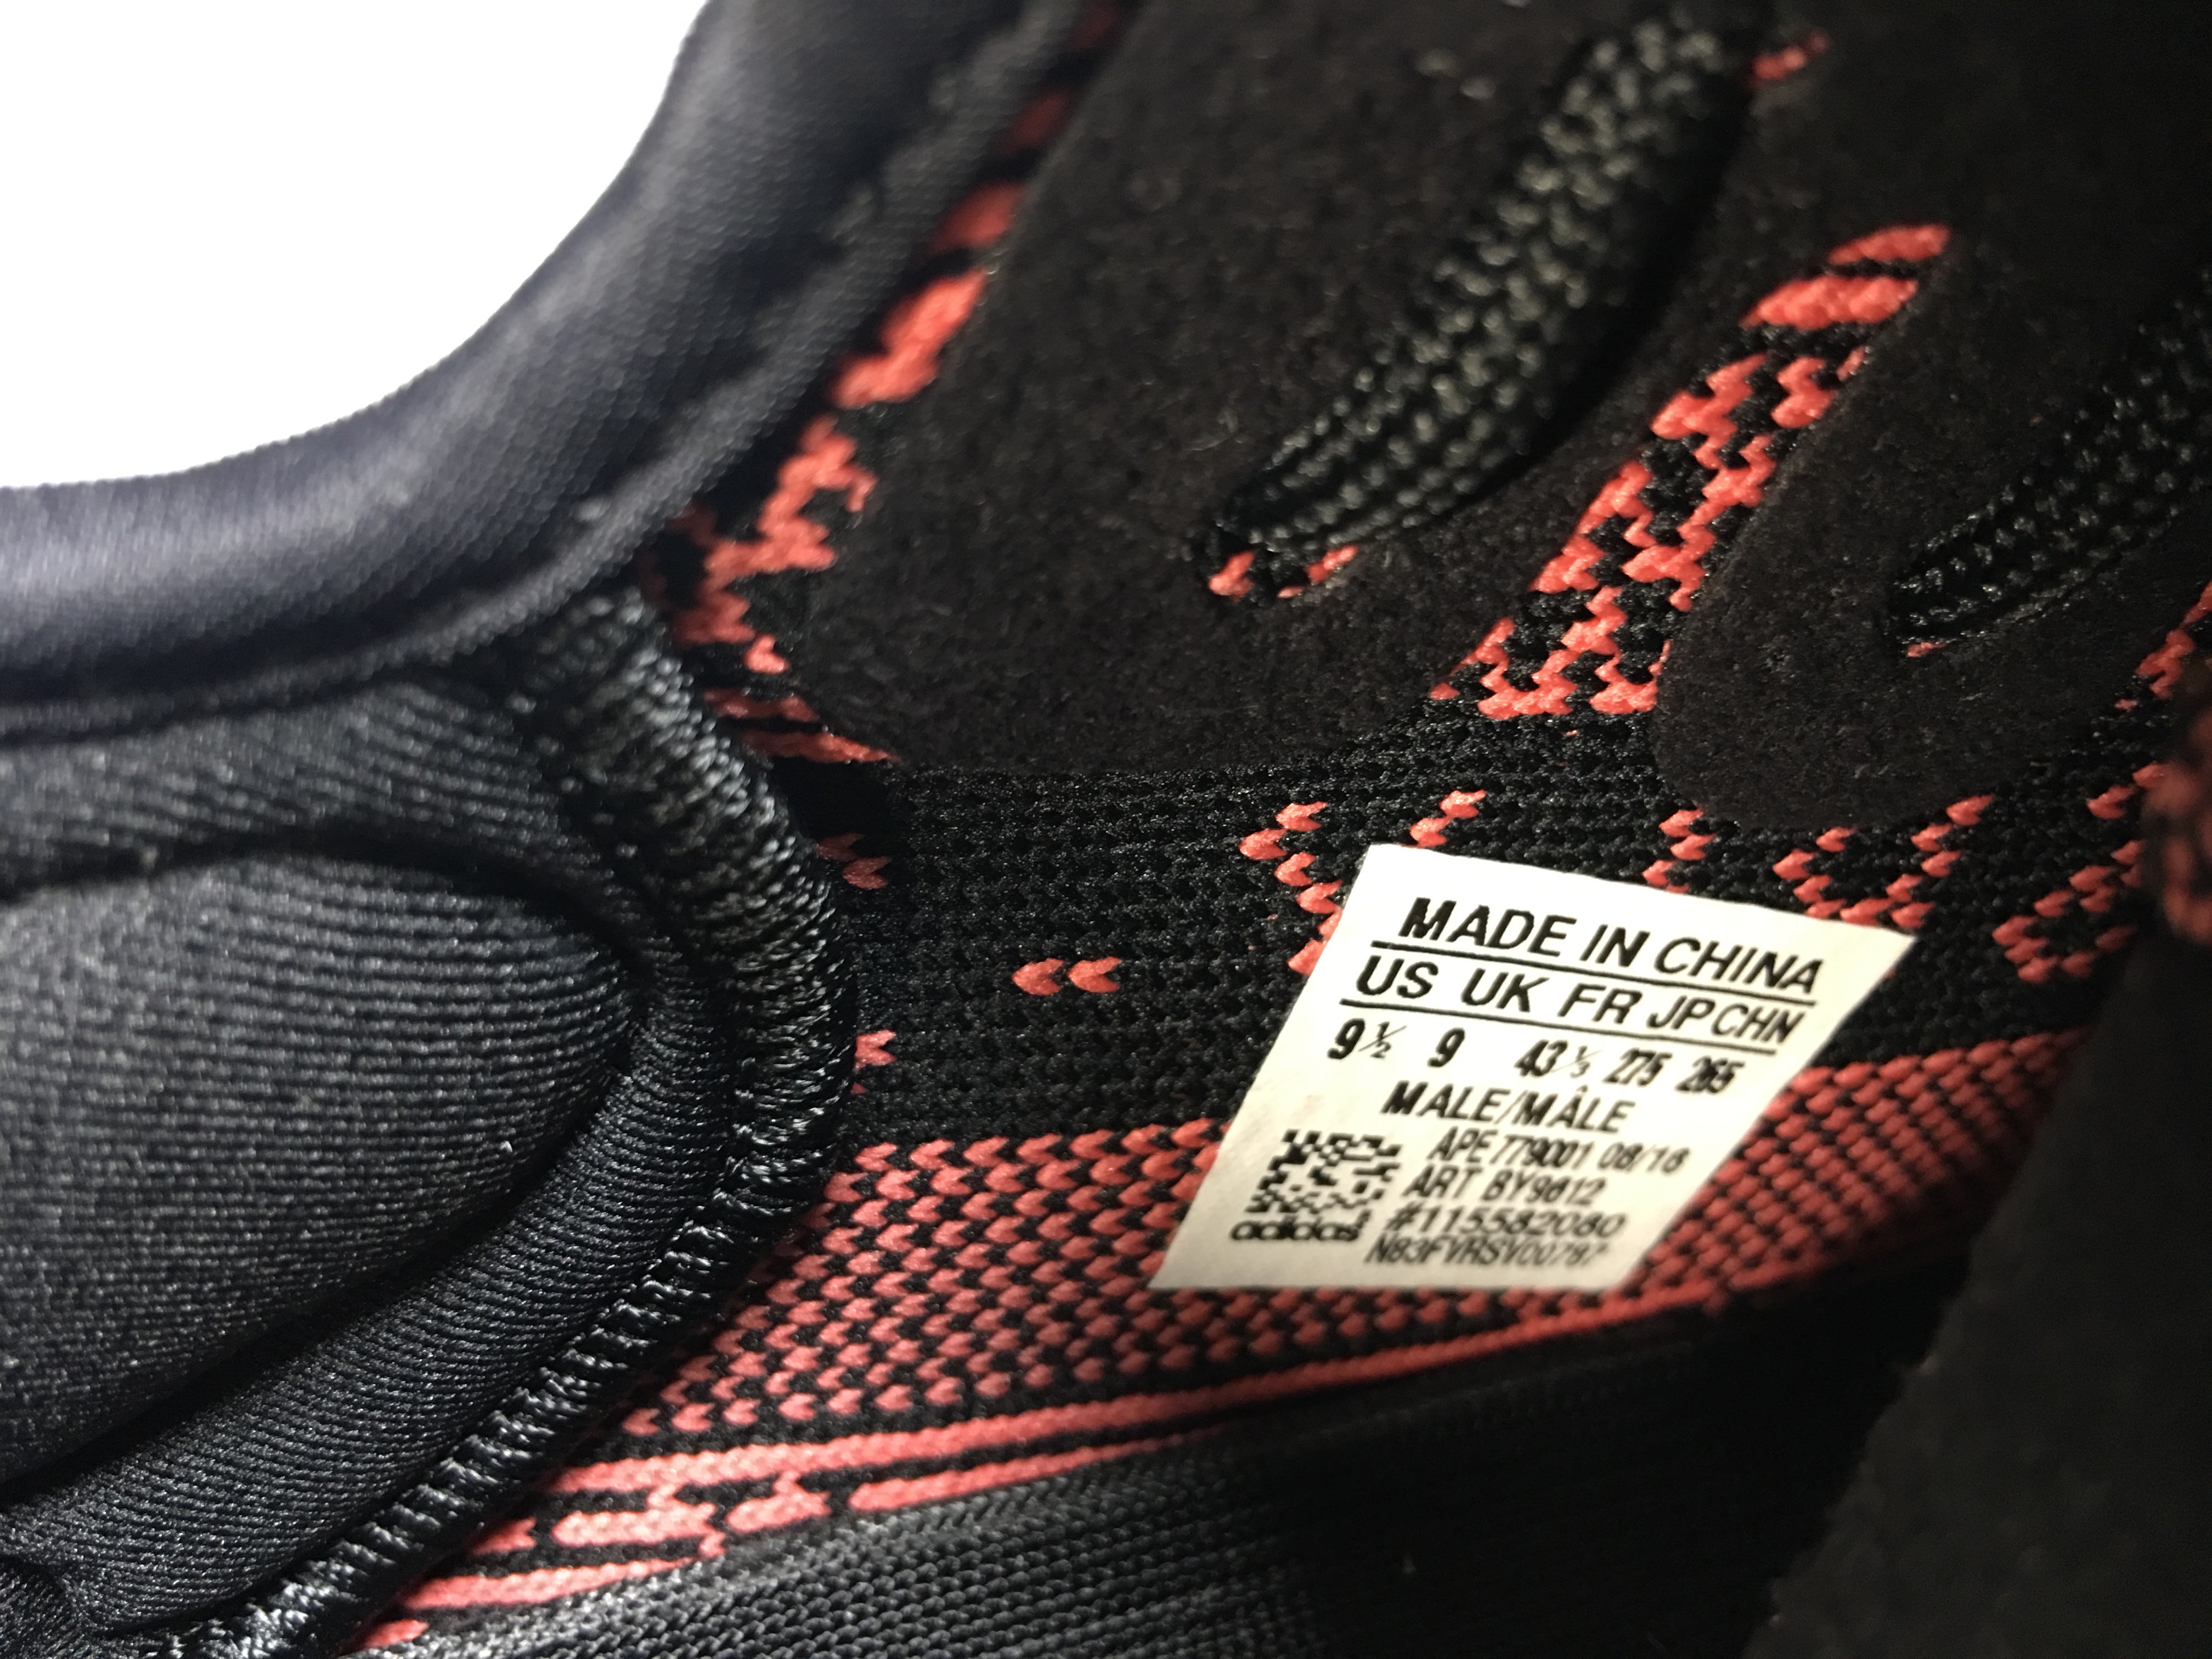 MADE IN CHINA
US UK FR JP CHN
9½ 9 43⅓ 275 265
MALE/MÂLE
APE 779001 08/16
ART BY9612
#115582080
adidas N83FVRSV00787